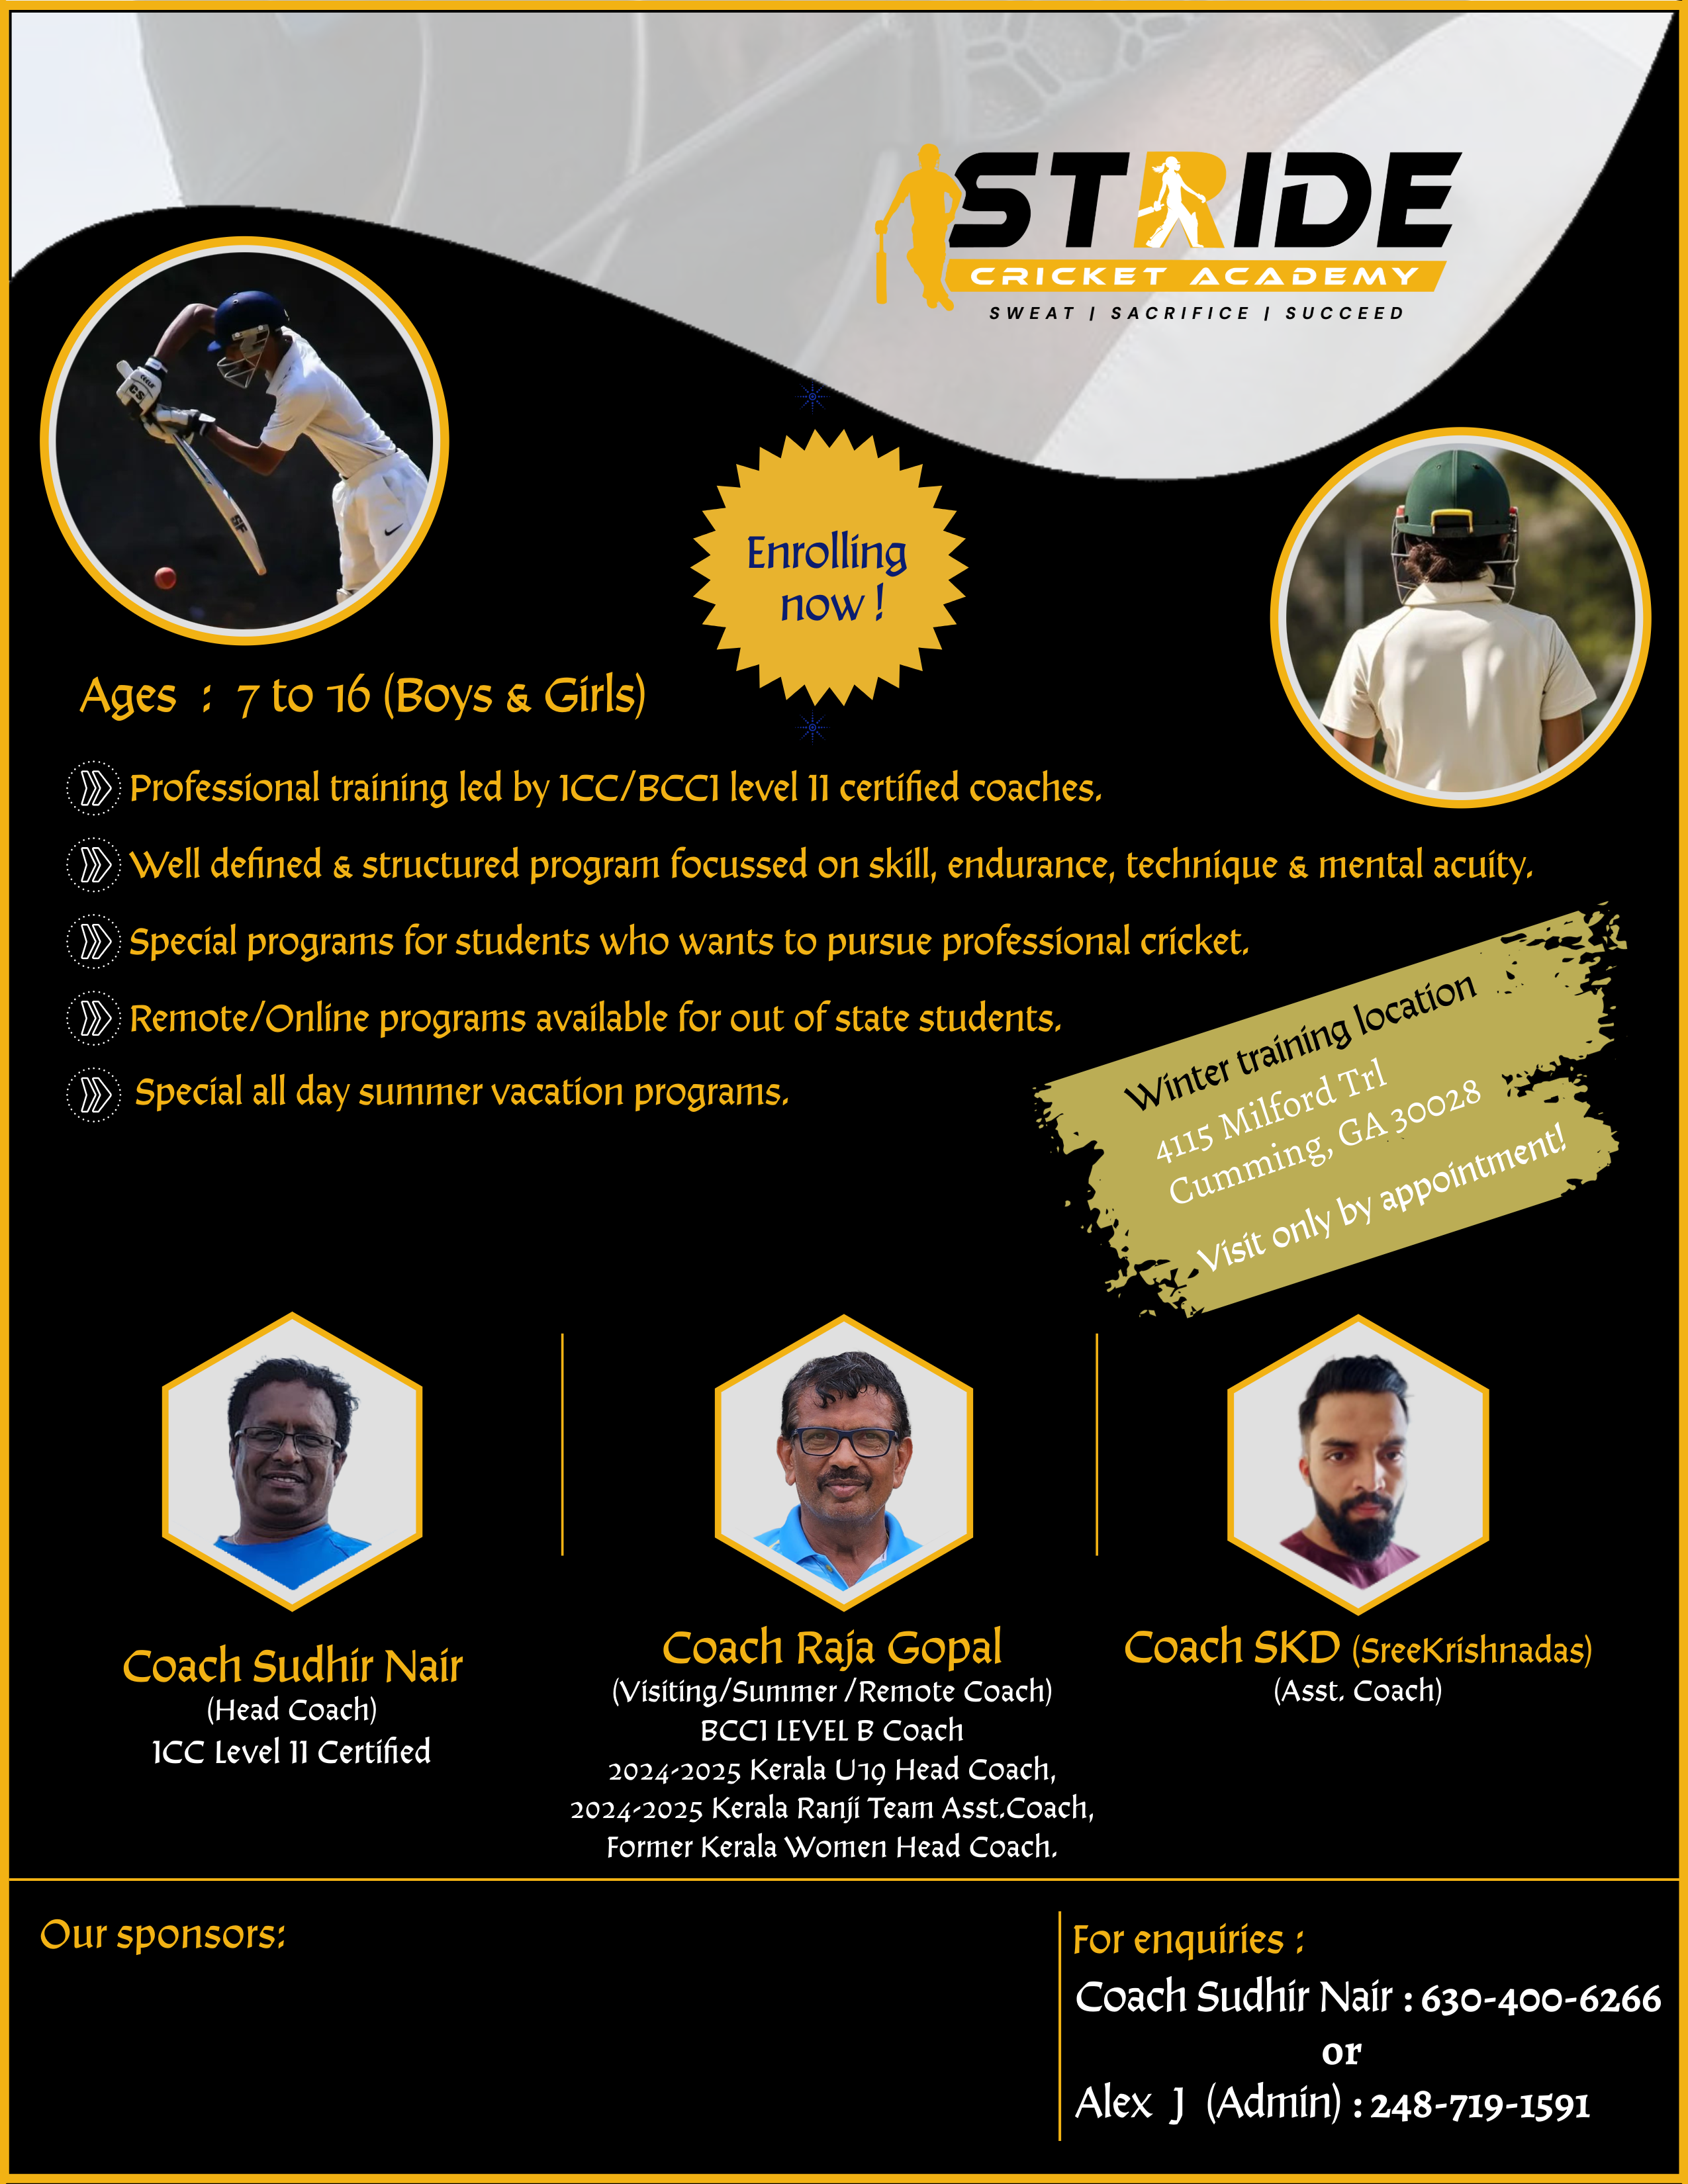 STRIDE
CRICKET ACADEMY
SWEAT | SACRIFICE | SUCCEED
Enrolling
now !
Ages : 7 to 16 (Boys & Girls)
Professional training led by ICC/BCCI level II certified coaches.
Well defined & structured program focussed on skill, endurance, technique & mental acuity.
Special programs for students who wants to pursue professional cricket.
Remote/Online programs available for out of state students.
Special all day summer vacation programs.
Winter training location
4115 Milford Trl
Cumming, GA 30028
Visit only by appointment!
Coach Sudhir Nair
(Head Coach)
ICC Level II Certified
Coach Raja Gopal
(Visiting/Summer /Remote Coach)
BCCI LEVEL B Coach
2024-2025 Kerala U19 Head Coach,
2024-2025 Kerala Ranji Team Asst.Coach,
Former Kerala Women Head Coach.
Coach SKD (SreeKrishnadas)
(Asst. Coach)
Our sponsors:
For enquiries :
Coach Sudhir Nair : 630-400-6266
or
Alex J (Admin) : 248-719-1591